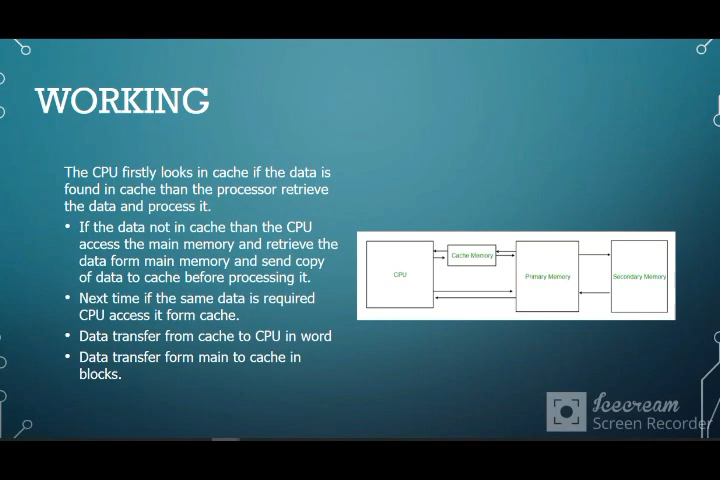 WORKING
The CPU firstly looks in cache if the data is
found in cache than the processor retrieve
the data and process it.
• If the data not in cache than the CPU
access the main memory and retrieve the
data form main memory and send copy
of data to cache before processing it.
• Next time if the same data is required
CPU access it form cache.
• Data transfer from cache to CPU in word
• Data transfer form main to cache in
blocks.
CPU
Cache Memory
Primary Memory
Secondary Memory
Icecream
Screen Recorder